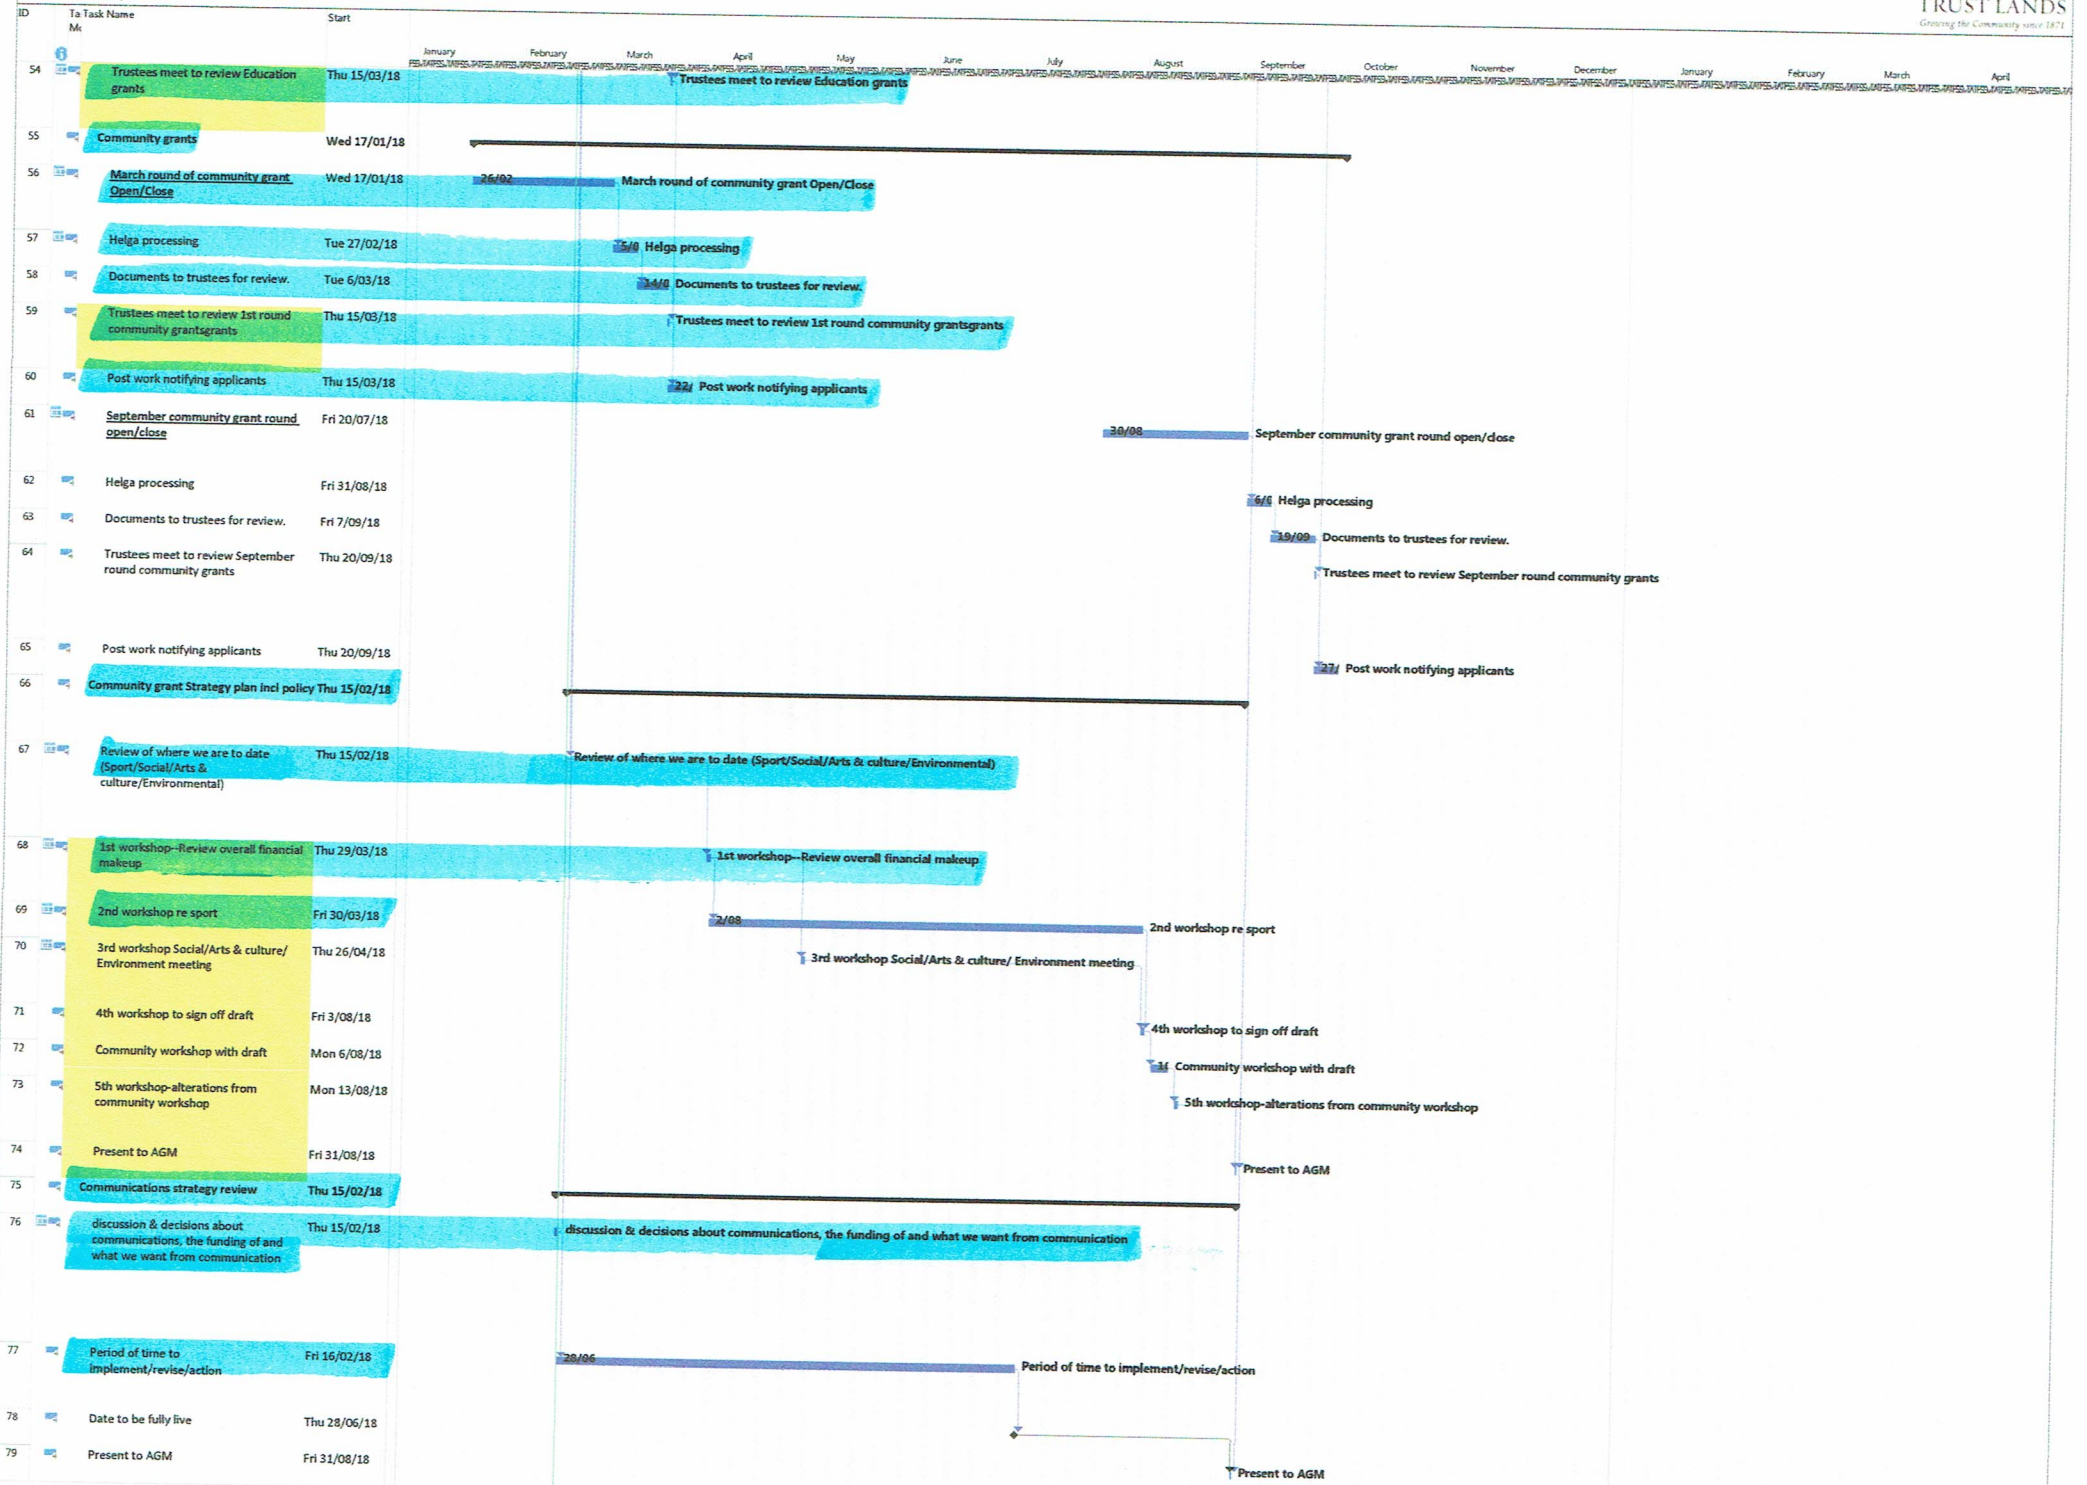 TRUST LANDS
Growing the Community since 1871
ID Ta Task Name Start
Mo
January February March April May June July August September October November December January February March April
54 Trustees meet to review Education Thu 15/03/18 Trustees meet to review Education grants
grants
55 Community grants Wed 17/01/18
56 March round of community grant Wed 17/01/18 26/02 March round of community grant Open/Close
Open/Close
57 Helga processing Tue 27/02/18 5/0 Helga processing
58 Documents to trustees for review. Tue 6/03/18 14/0 Documents to trustees for review.
59 Trustees meet to review 1st round Thu 15/03/18 Trustees meet to review 1st round community grantsgrants
community grantsgrants
60 Post work notifying applicants Thu 15/03/18 22/ Post work notifying applicants
61 September community grant round Fri 20/07/18 30/08 September community grant round open/close
open/close
62 Helga processing Fri 31/08/18 6/0 Helga processing
63 Documents to trustees for review. Fri 7/09/18 19/09 Documents to trustees for review.
64 Trustees meet to review September Thu 20/09/18 Trustees meet to review September round community grants
round community grants
65 Post work notifying applicants Thu 20/09/18 27/ Post work notifying applicants
66 Community grant Strategy plan incl policy Thu 15/02/18
67 Review of where we are to date Thu 15/02/18 Review of where we are to date (Sport/Social/Arts & culture/Environmental)
(Sport/Social/Arts &
culture/Environmental)
68 1st workshop--Review overall financial Thu 29/03/18 1st workshop--Review overall financial makeup
makeup
69 2nd workshop re sport Fri 30/03/18 2/08 2nd workshop re sport
70 3rd workshop Social/Arts & culture/ Thu 26/04/18 3rd workshop Social/Arts & culture/ Environment meeting
Environment meeting
71 4th workshop to sign off draft Fri 3/08/18 4th workshop to sign off draft
72 Community workshop with draft Mon 6/08/18 Community workshop with draft
73 5th workshop-alterations from Mon 13/08/18 5th workshop-alterations from community workshop
community workshop
74 Present to AGM Fri 31/08/18 Present to AGM
75 Communications strategy review Thu 15/02/18
76 discussion & decisions about Thu 15/02/18 discussion & decisions about communications, the funding of and what we want from communication
communications, the funding of and
what we want from communication
77 Period of time to Fri 16/02/18 28/06 Period of time to implement/revise/action
implement/revise/action
78 Date to be fully live Thu 28/06/18
79 Present to AGM Fri 31/08/18 Present to AGM